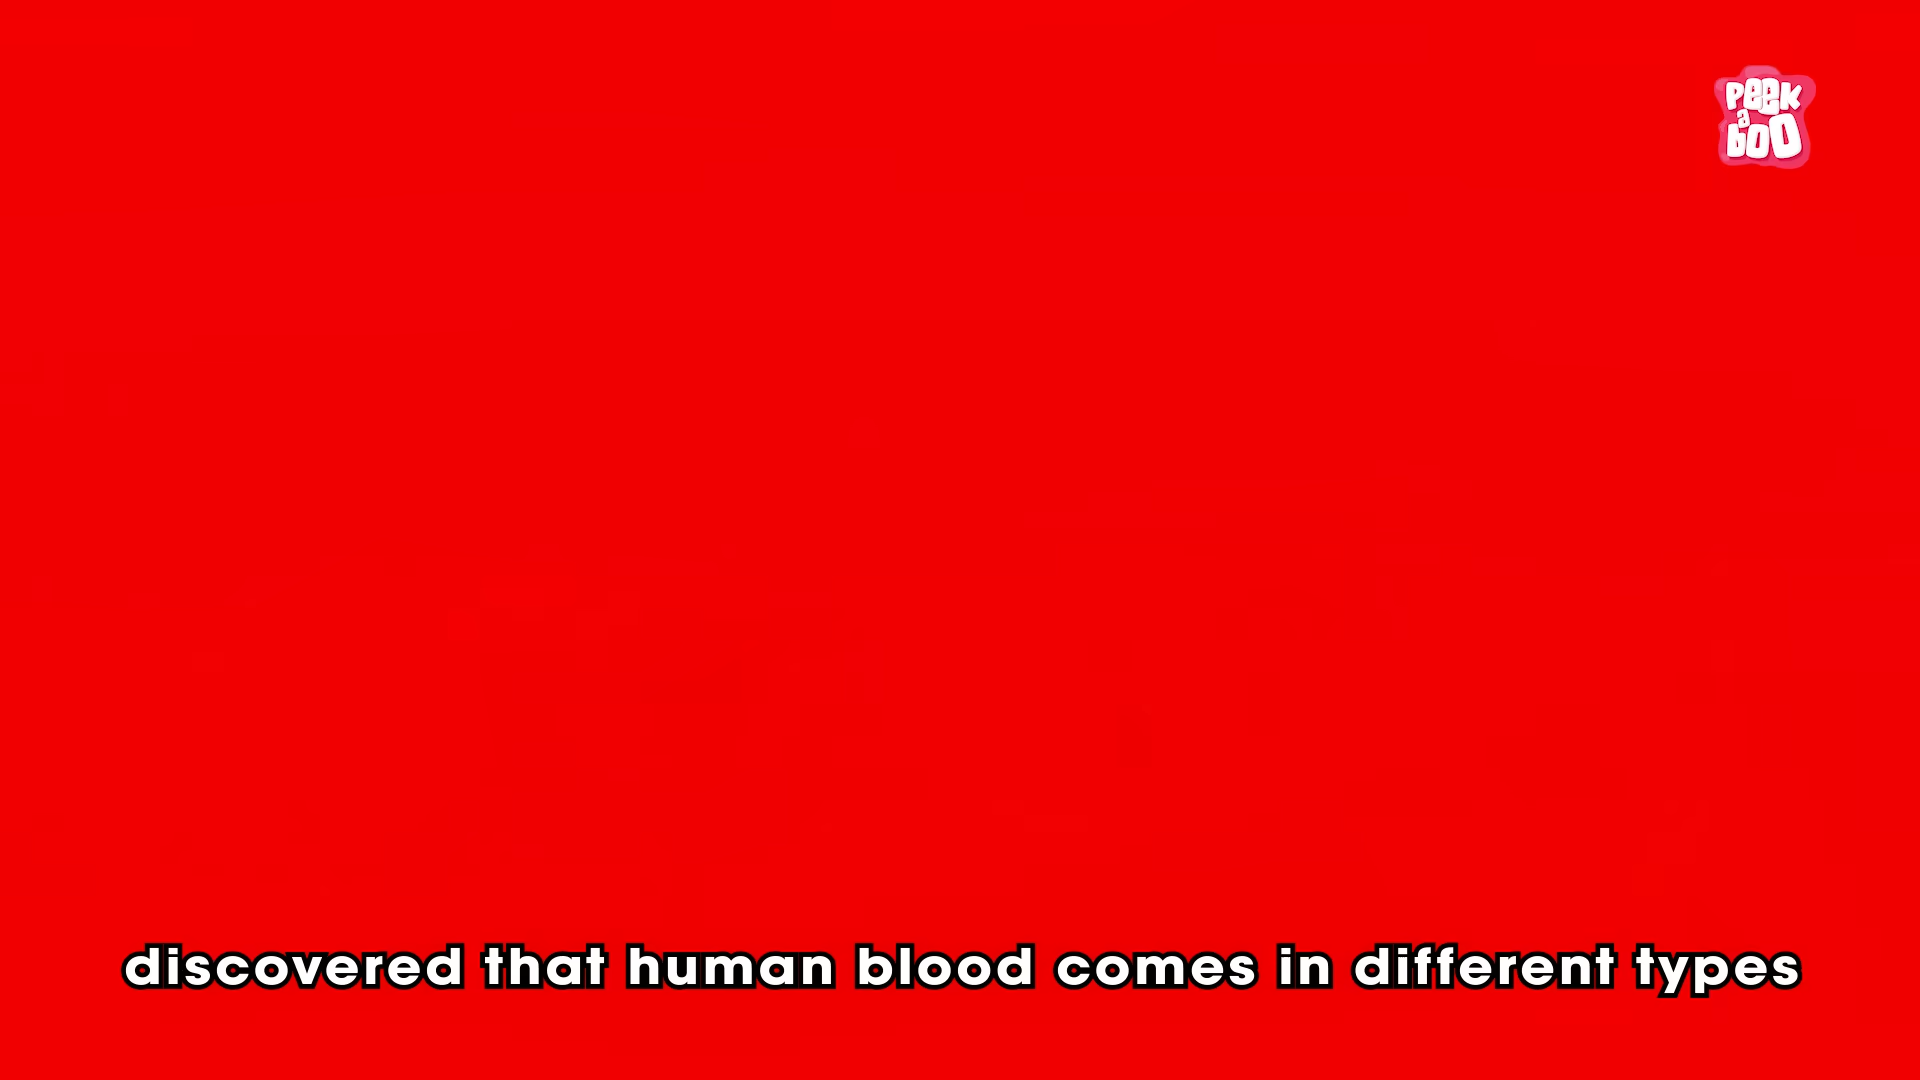 peek
a
boo
discovered that human blood comes in different types